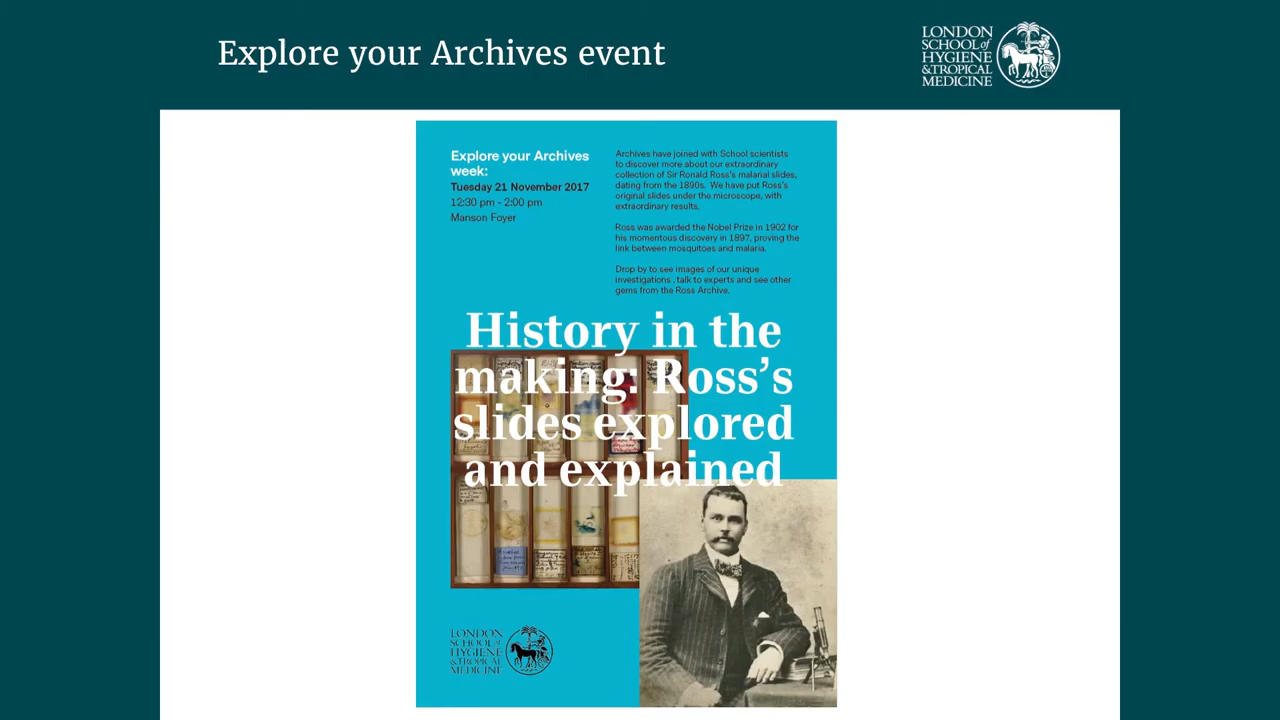 Explore your Archives event
LONDON
SCHOOL of
HYGIENE
& TROPICAL
MEDICINE
Explore your Archives
week:
Tuesday 21 November 2017
12:30 pm - 2:00 pm
Manson Foyer
Archives have joined with School scientists
to discover more about our extraordinary
collection of Sir Ronald Ross's malarial slides,
dating from the 1890s. We have put Ross's
original slides under the microscope, with
extraordinary results.
Ross was awarded the Nobel Prize in 1902 for
his momentous discovery in 1897, proving the
link between mosquitoes and malaria.
Drop by to see images of our unique
investigations , talk to experts and see other
gems from the Ross Archive.
History in the
making: Ross’s
slides explored
and explained
LONDON
SCHOOL of
HYGIENE
& TROPICAL
MEDICINE